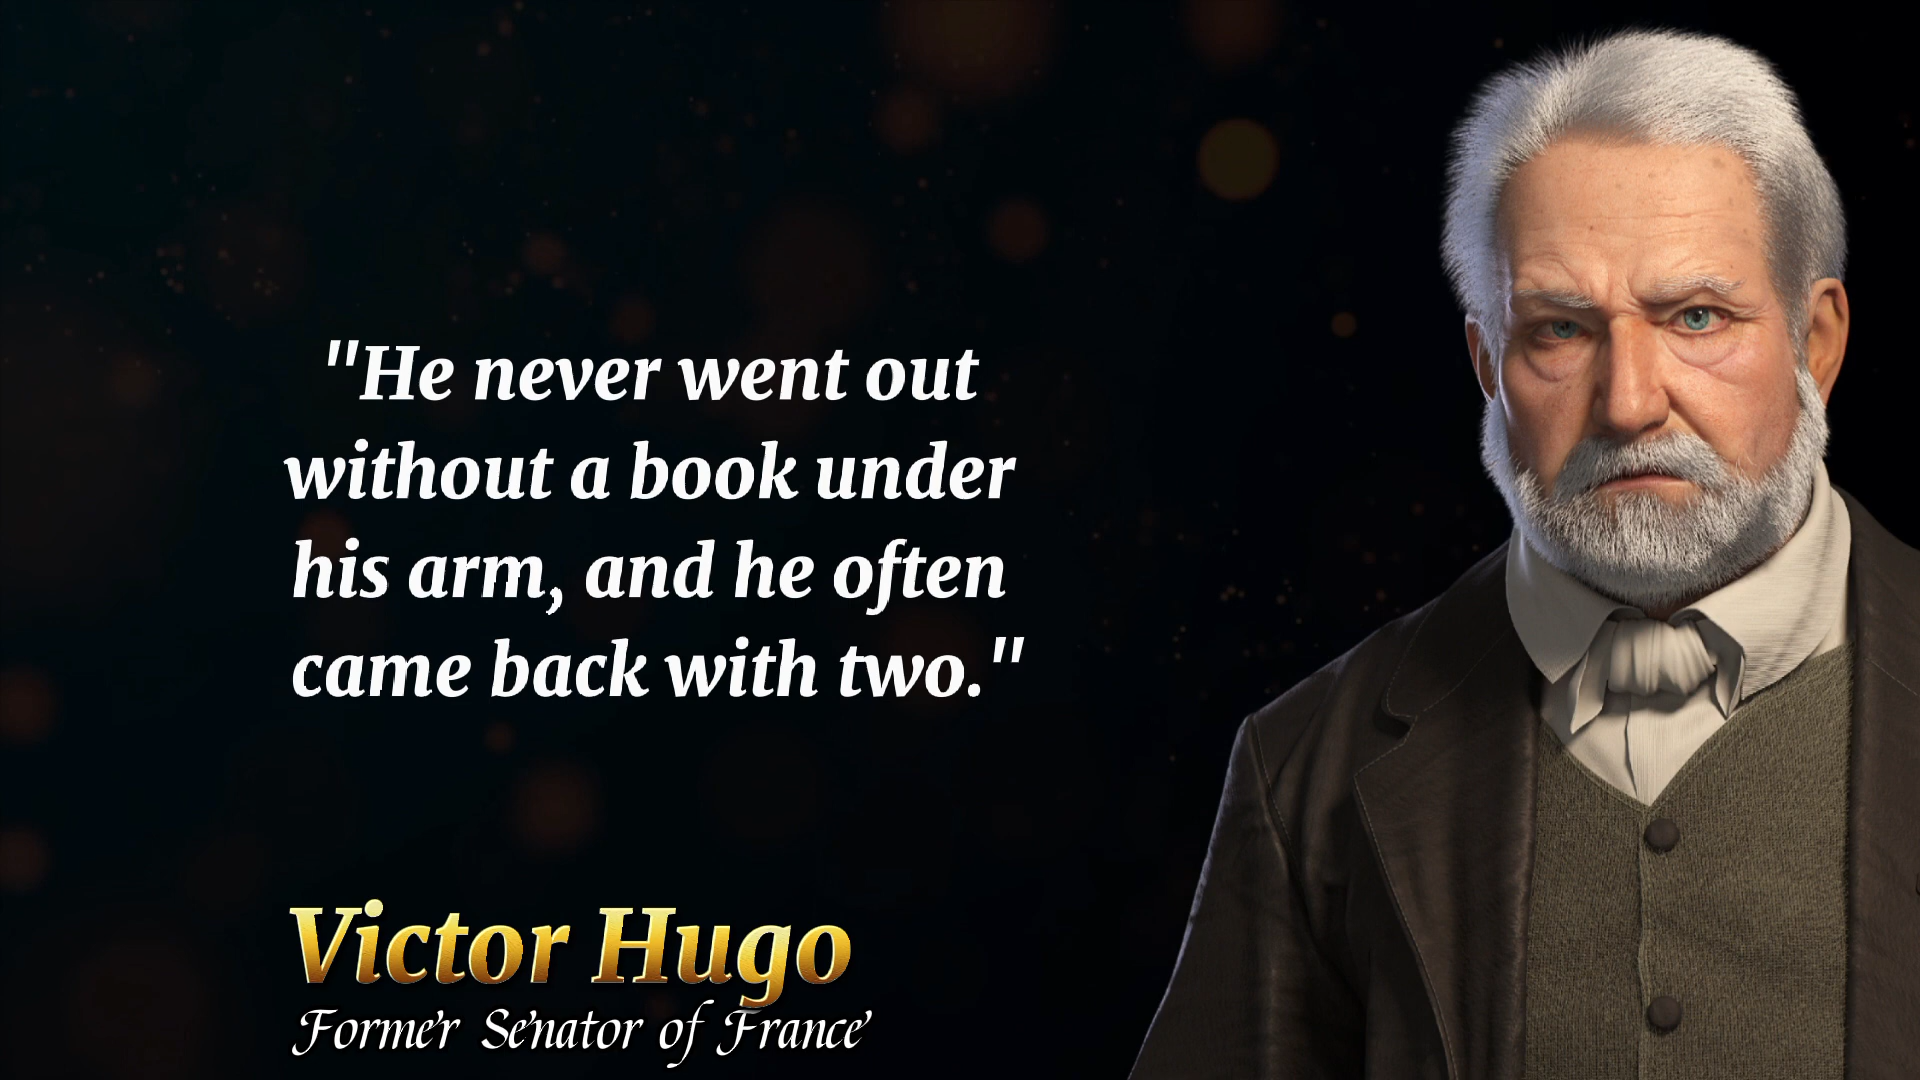 "He never went out
without a book under
his arm, and he often
came back with two."
Victor Hugo
Former Senator of France